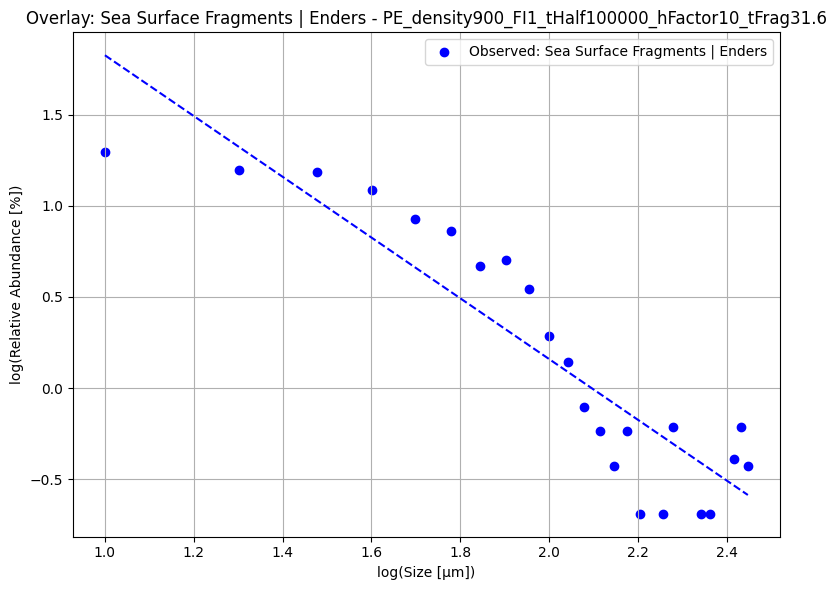 Overlay: Sea Surface Fragments | Enders - PE_density900_FI1_tHalf100000_hFactor10_tFrag31.6
Observed: Sea Surface Fragments | Enders
log(Relative Abundance [%])
1.5
1.0
0.5
0.0
−0.5
1.0 1.2 1.4 1.6 1.8 2.0 2.2 2.4
log(Size [μm])